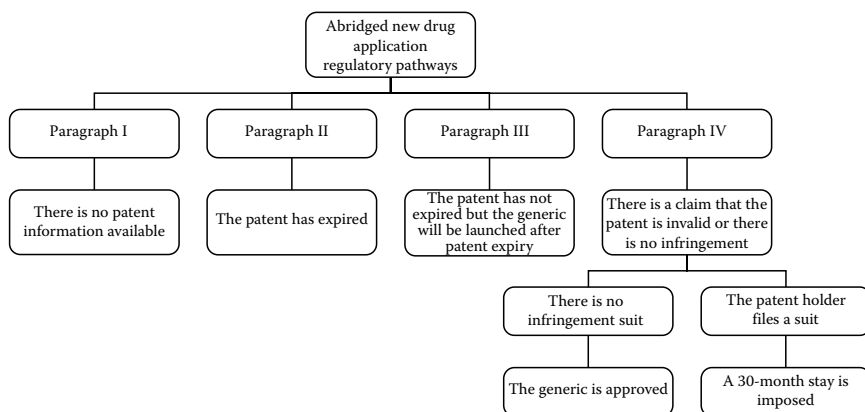 Abridged new drug
application
regulatory pathways
Paragraph I
Paragraph II
Paragraph III
Paragraph IV
There is no patent
information available
The patent has expired
The patent has not
expired but the generic
will be launched after
patent expiry
There is a claim that the
patent is invalid or there
is no infringement
There is no
infringement suit
The patent holder
files a suit
The generic is approved
A 30-month stay is
imposed